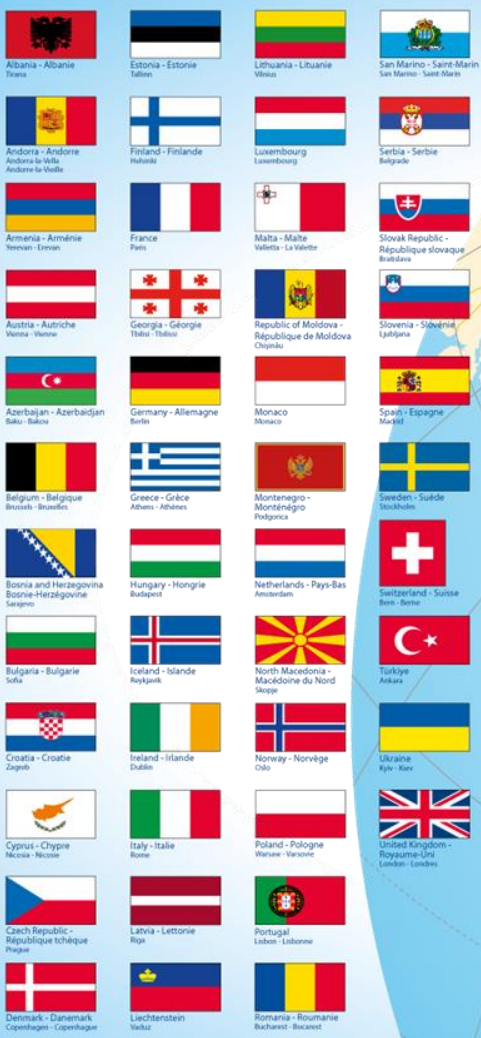 Albania - Albanie
Tirana
Andorra - Andorre
Andorra-la-Vella
Andorre-la-Vieille
Armenia - Arménie
Yerevan - Erevan
Austria - Autriche
Vienna - Vienne
Azerbaijan - Azerbaïdjan
Baku - Bakou
Belgium - Belgique
Brussels - Bruxelles
Bosnia and Herzegovina
Bosnie-Herzégovine
Sarajevo
Bulgaria - Bulgarie
Sofia
Croatia - Croatie
Zagreb
Cyprus - Chypre
Nicosia - Nicosie
Czech Republic -
République tchèque
Prague
Denmark - Danemark
Copenhagen - Copenhague
Estonia - Estonie
Tallinn
Finland - Finlande
Helsinki
France
Paris
Georgia - Géorgie
Tbilisi - Tbilissi
Germany - Allemagne
Berlin
Greece - Grèce
Athens - Athènes
Hungary - Hongrie
Budapest
Iceland - Islande
Reykjavik
Ireland - Irlande
Dublin
Italy - Italie
Rome
Latvia - Lettonie
Riga
Liechtenstein
Vaduz
Lithuania - Lituanie
Vilnius
Luxembourg
Luxembourg
Malta - Malte
Valletta - La Valette
Republic of Moldova -
République de Moldova
Chişinău
Monaco
Monaco
Montenegro -
Monténégro
Podgorica
Netherlands - Pays-Bas
Amsterdam
North Macedonia -
Macédoine du Nord
Skopje
Norway - Norvège
Oslo
Poland - Pologne
Warsaw - Varsovie
Portugal
Lisbon - Lisbonne
Romania - Roumanie
Bucharest - Bucarest
San Marino - Saint-Marin
San Marino - Saint-Marin
Serbia - Serbie
Belgrade
Slovak Republic -
République slovaque
Bratislava
Slovenia - Slovénie
Ljubljana
Spain - Espagne
Madrid
Sweden - Suède
Stockholm
Switzerland - Suisse
Bern - Berne
Türkiye
Ankara
Ukraine
Kyiv - Kiev
United Kingdom -
Royaume-Uni
London - Londres